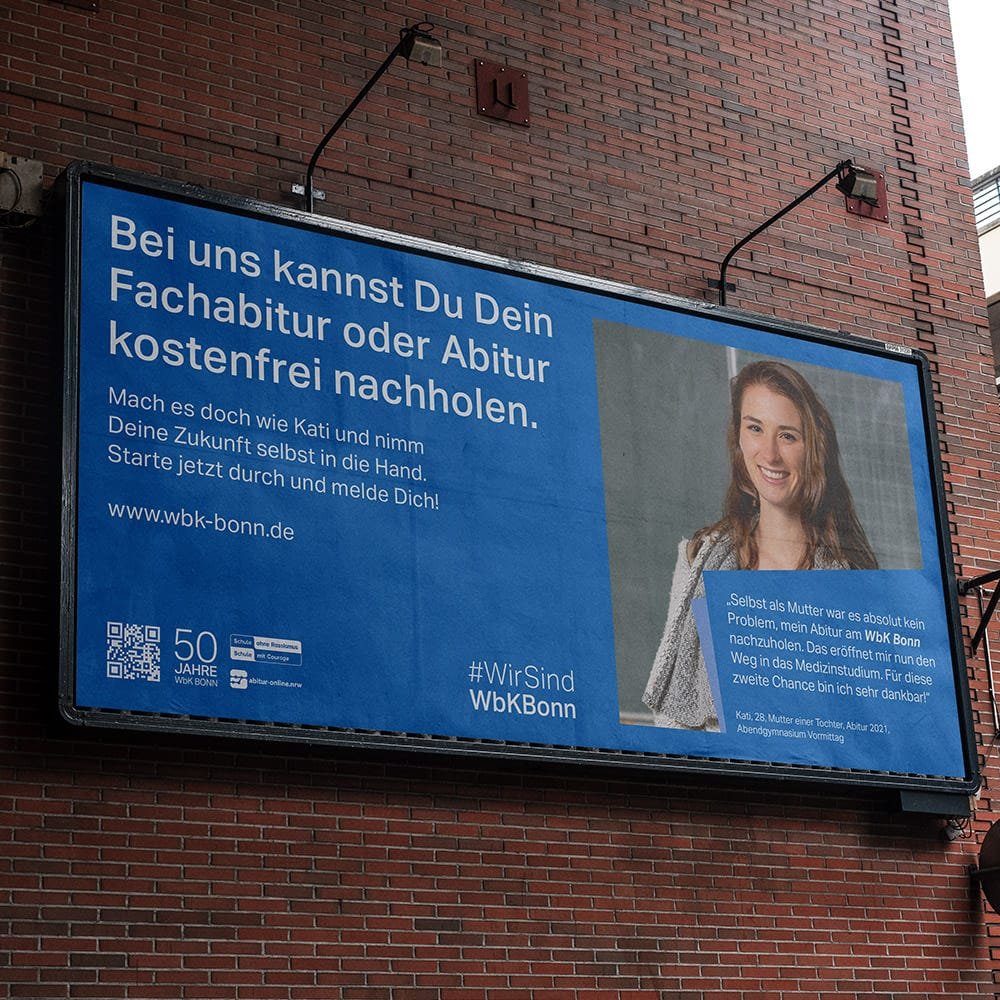 Bei uns kannst Du Dein
Fachabitur oder Abitur
kostenfrei nachholen.
Mach es doch wie Kati und nimm
Deine Zukunft selbst in die Hand.
Starte jetzt durch und melde Dich!
www.wbk-bonn.de
50
JAHRE
WbK BONN
Schule ohne Rassismus
Schule mit Courage
abitur-online.nrw
#WirSind
WbKBonn
„Selbst als Mutter war es absolut kein
Problem, mein Abitur am WbK Bonn
nachzuholen. Das eröffnet mir nun den
Weg in das Medizinstudium. Für diese
zweite Chance bin ich sehr dankbar!“
Kati, 28, Mutter einer Tochter, Abitur 2021,
Abendgymnasium Vormittag